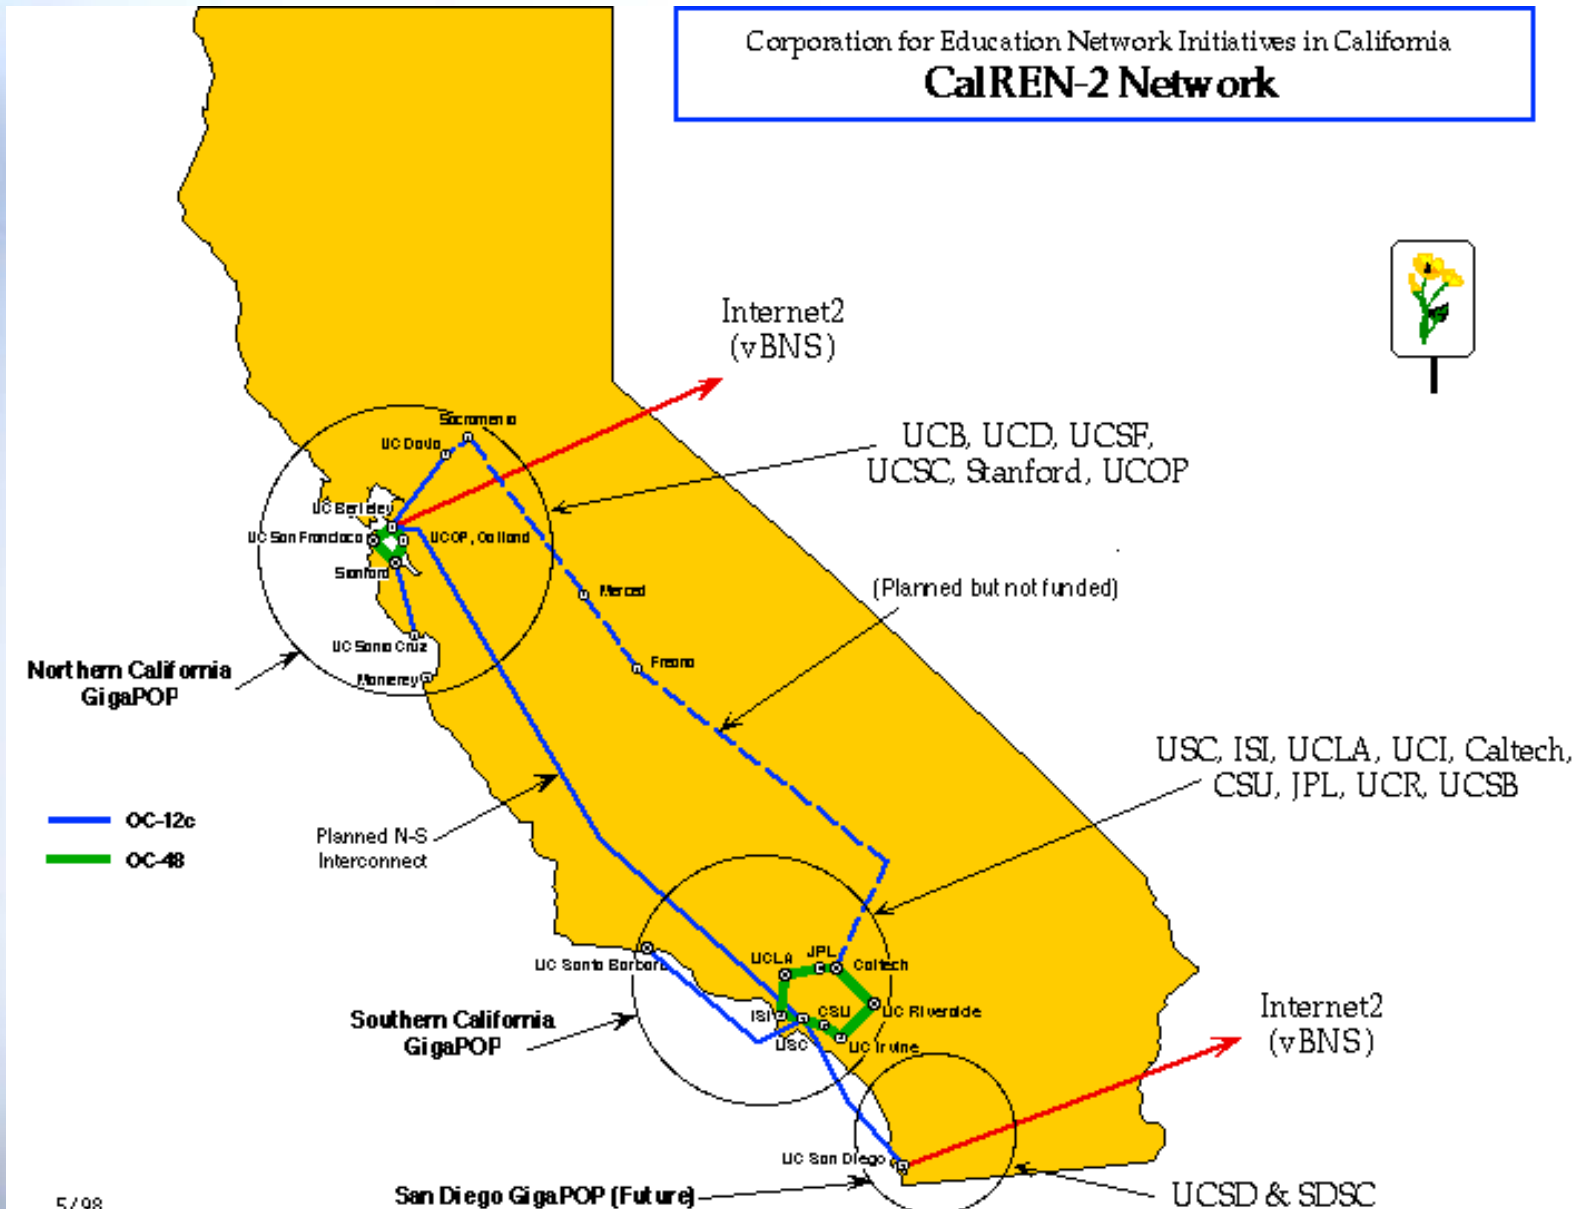 Corporation for Education Network Initiatives in California
CalREN-2 Network
Internet2
(vBNS)
UCB, UCD, UCSF,
UCSC, Stanford, UCOP
Sacramento
UC Davis
UC Berkeley
UC San Francisco
UCOP, Oakland
Stanford
(Planned but not funded)
Merced
UC Santa Cruz
Fresno
Monterey
Northern California
GigaPOP
USC, ISI, UCLA, UCI, Caltech,
CSU, JPL, UCR, UCSB
OC-12c
OC-48
Planned N-S
Interconnect
UC Santa Barbara
UCLA
JPL
Caltech
ISI
CSU
UC Riverside
USC
UC Irvine
Southern California
GigaPOP
Internet2
(vBNS)
UC San Diego
San Diego GigaPOP (Future)
UCSD & SDSC
5/98